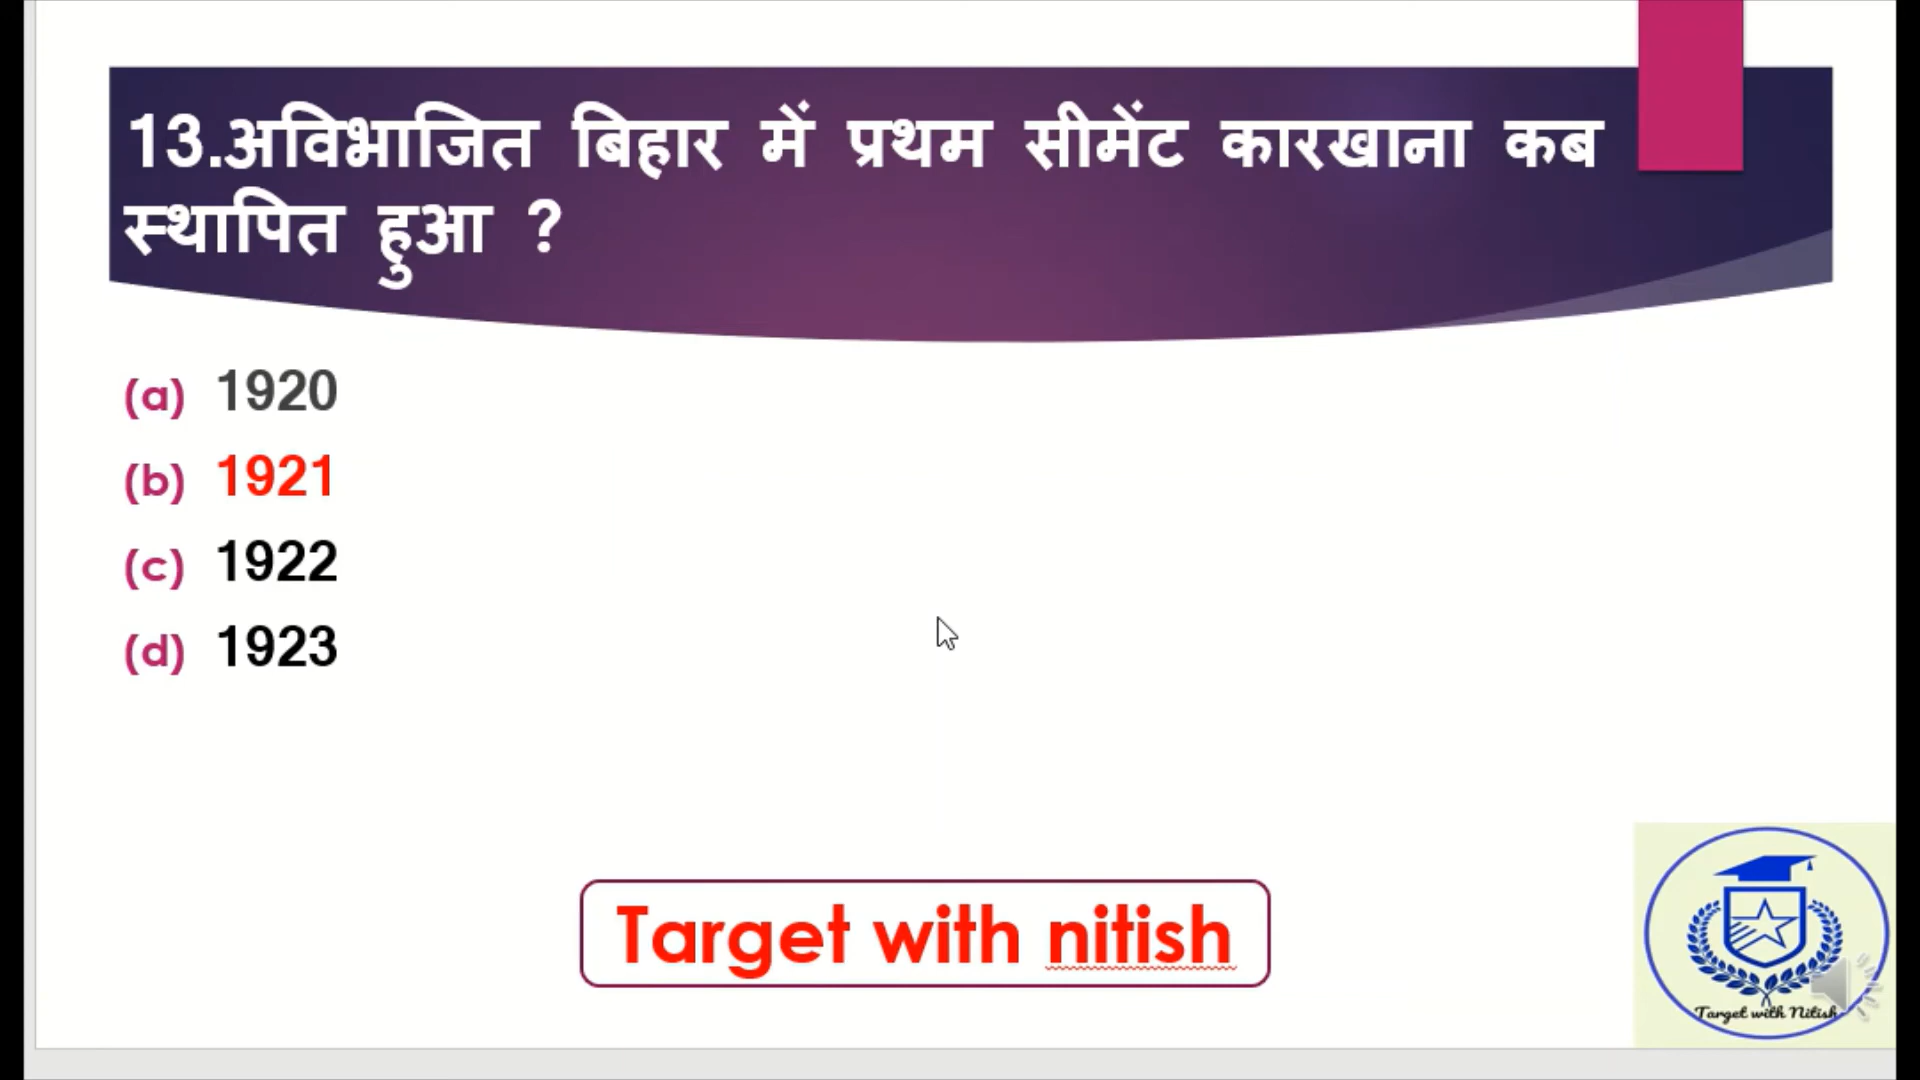 13.अविभाजित बिहार में प्रथम सीमेंट कारखाना कब
स्थापित हुआ ?
(a) 1920
(b) 1921
(c) 1922
(d) 1923
Target with nitish
Target with Nitish